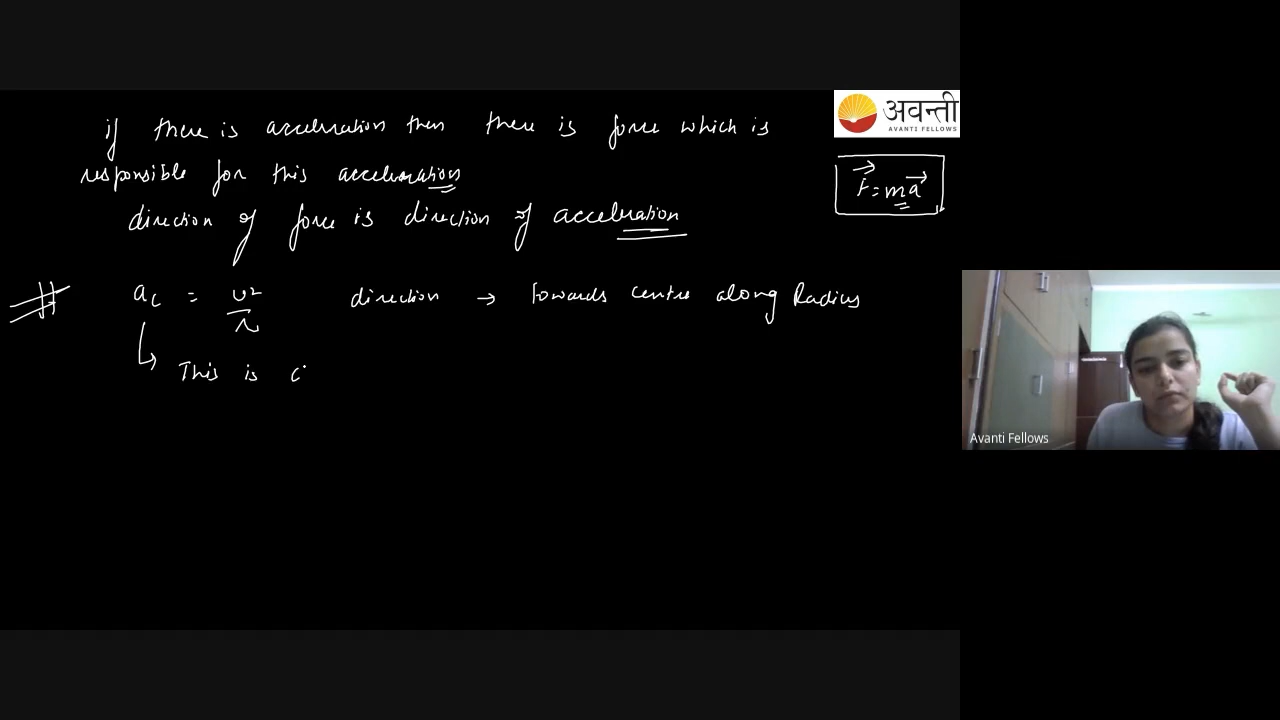 if there is acceleration then there is force which is
responsible for this acceleration
direction of force is direction of acceleration
अवन्ती
AVANTI FELLOWS
F = ma
# a_c = v²/r direction → towards centre along Radius
↳ This is c
Avanti Fellows